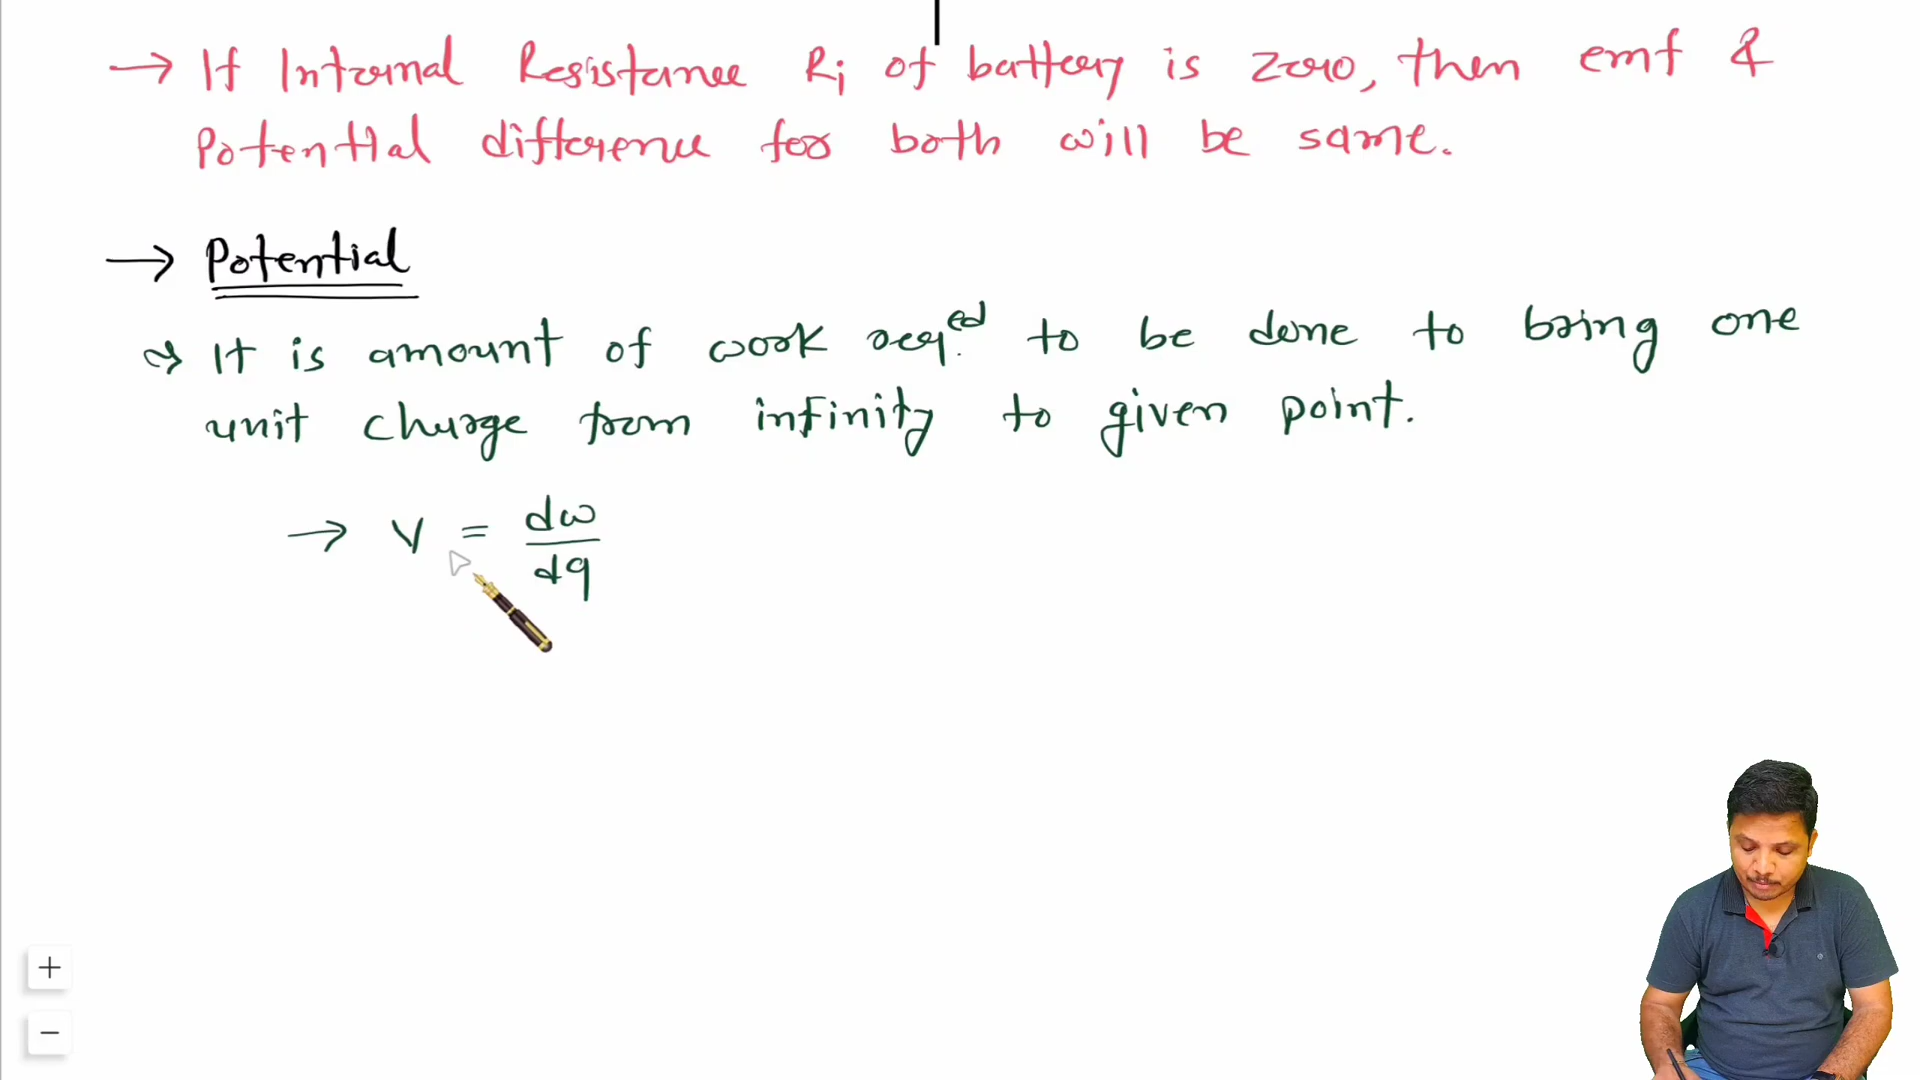 → If Internal Resistance Ri of battery is zero, then emf &
Potential difference for both will be same.
→ Potential
It is amount of work req.ed to be done to bring one
unit charge from infinity to given point.
→ V = dw/dq
+
−